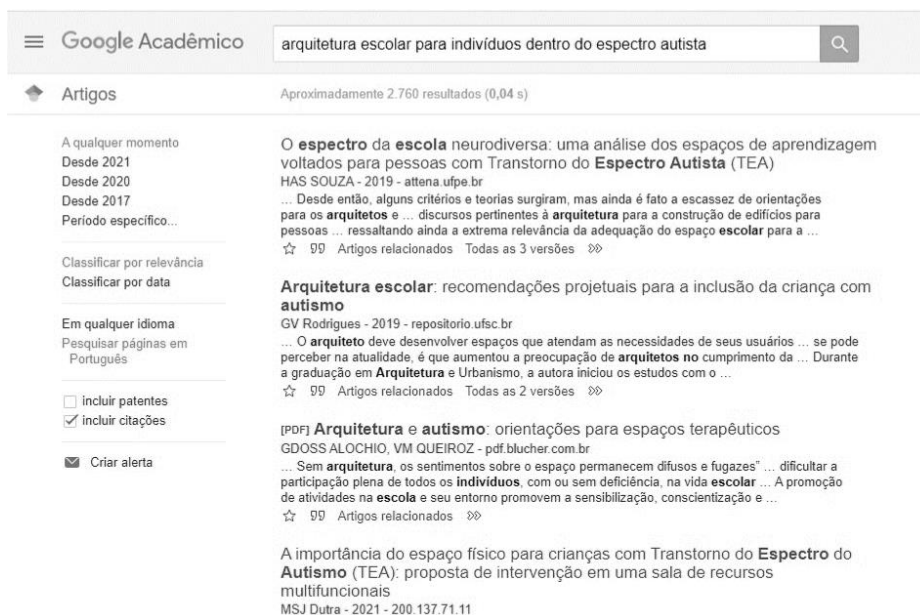 Google Acadêmico
arquitetura escolar para indivíduos dentro do espectro autista
Artigos
Aproximadamente 2.760 resultados (0,04 s)
A qualquer momento
Desde 2021
Desde 2020
Desde 2017
Período específico...
Classificar por relevância
Classificar por data
Em qualquer idioma
Pesquisar páginas em
Português
incluir patentes
incluir citações
Criar alerta
O espectro da escola neurodiversa: uma análise dos espaços de aprendizagem
voltados para pessoas com Transtorno do Espectro Autista (TEA)
HAS SOUZA - 2019 - attena.ufpe.br
... Desde então, alguns critérios e teorias surgiram, mas ainda é fato a escassez de orientações
para os arquitetos e ... discursos pertinentes à arquitetura para a construção de edifícios para
pessoas ... ressaltando ainda a extrema relevância da adequação do espaço escolar para a ...
Artigos relacionados Todas as 3 versões
Arquitetura escolar: recomendações projetuais para a inclusão da criança com
autismo
GV Rodrigues - 2019 - repositorio.ufsc.br
... O arquiteto deve desenvolver espaços que atendam as necessidades de seus usuários ... se pode
perceber na atualidade, é que aumentou a preocupação de arquitetos no cumprimento da ... Durante
a graduação em Arquitetura e Urbanismo, a autora iniciou os estudos com o ...
Artigos relacionados Todas as 2 versões
[PDF] Arquitetura e autismo: orientações para espaços terapêuticos
GDOSS ALOCHIO, VM QUEIROZ - pdf.blucher.com.br
... Sem arquitetura, os sentimentos sobre o espaço permanecem difusos e fugazes" ... dificultar a
participação plena de todos os indivíduos, com ou sem deficiência, na vida escolar ... A promoção
de atividades na escola e seu entorno promovem a sensibilização, conscientização e ...
Artigos relacionados
A importância do espaço físico para crianças com Transtorno do Espectro do
Autismo (TEA): proposta de intervenção em uma sala de recursos
multifuncionais
MSJ Dutra - 2021 - 200.137.71.11